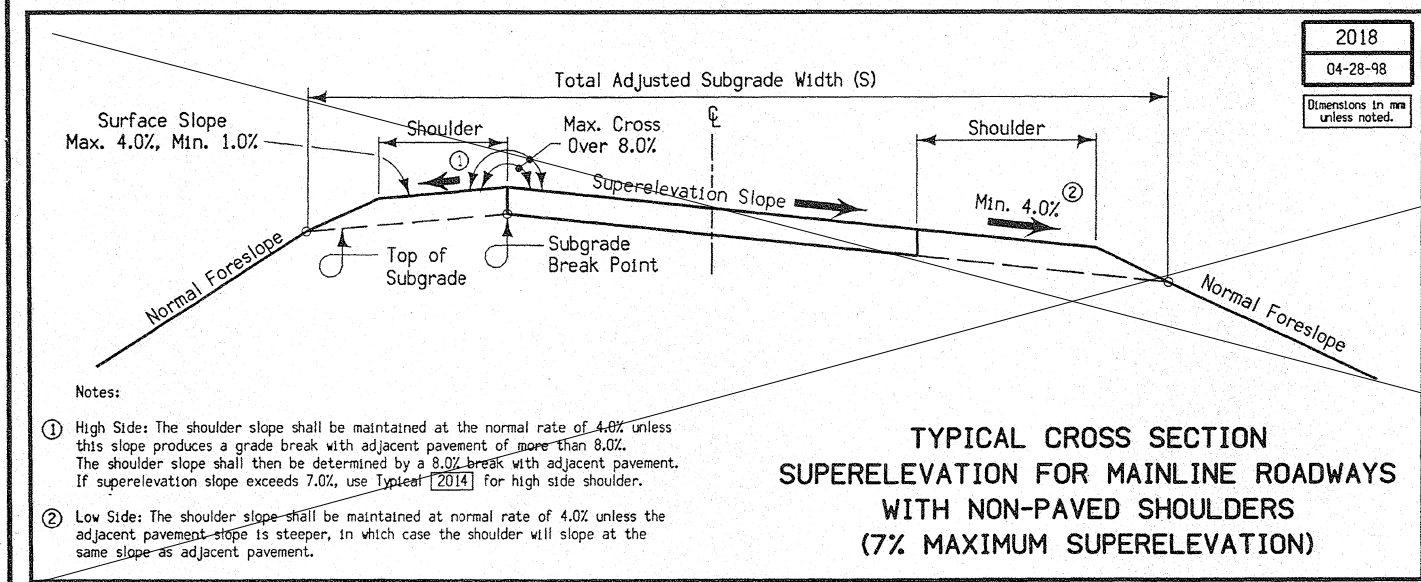 2018
04-28-98
Dimensions in mm
unless noted.
Total Adjusted Subgrade Width (S)
Surface Slope
Max. 4.0%, Min. 1.0%
Shoulder
Max. Cross
Over 8.0%
℄
Shoulder
①
Superelevation Slope
Min. 4.0% ②
Normal Foreslope
Top of
Subgrade
Subgrade
Break Point
Normal Foreslope
Notes:
① High Side: The shoulder slope shall be maintained at the normal rate of 4.0% unless
this slope produces a grade break with adjacent pavement of more than 8.0%.
The shoulder slope shall then be determined by a 8.0% break with adjacent pavement.
If superelevation slope exceeds 7.0%, use Typical 2014 for high side shoulder.
② Low Side: The shoulder slope shall be maintained at normal rate of 4.0% unless the
adjacent pavement slope is steeper, in which case the shoulder will slope at the
same slope as adjacent pavement.
TYPICAL CROSS SECTION
SUPERELEVATION FOR MAINLINE ROADWAYS
WITH NON-PAVED SHOULDERS
(7% MAXIMUM SUPERELEVATION)